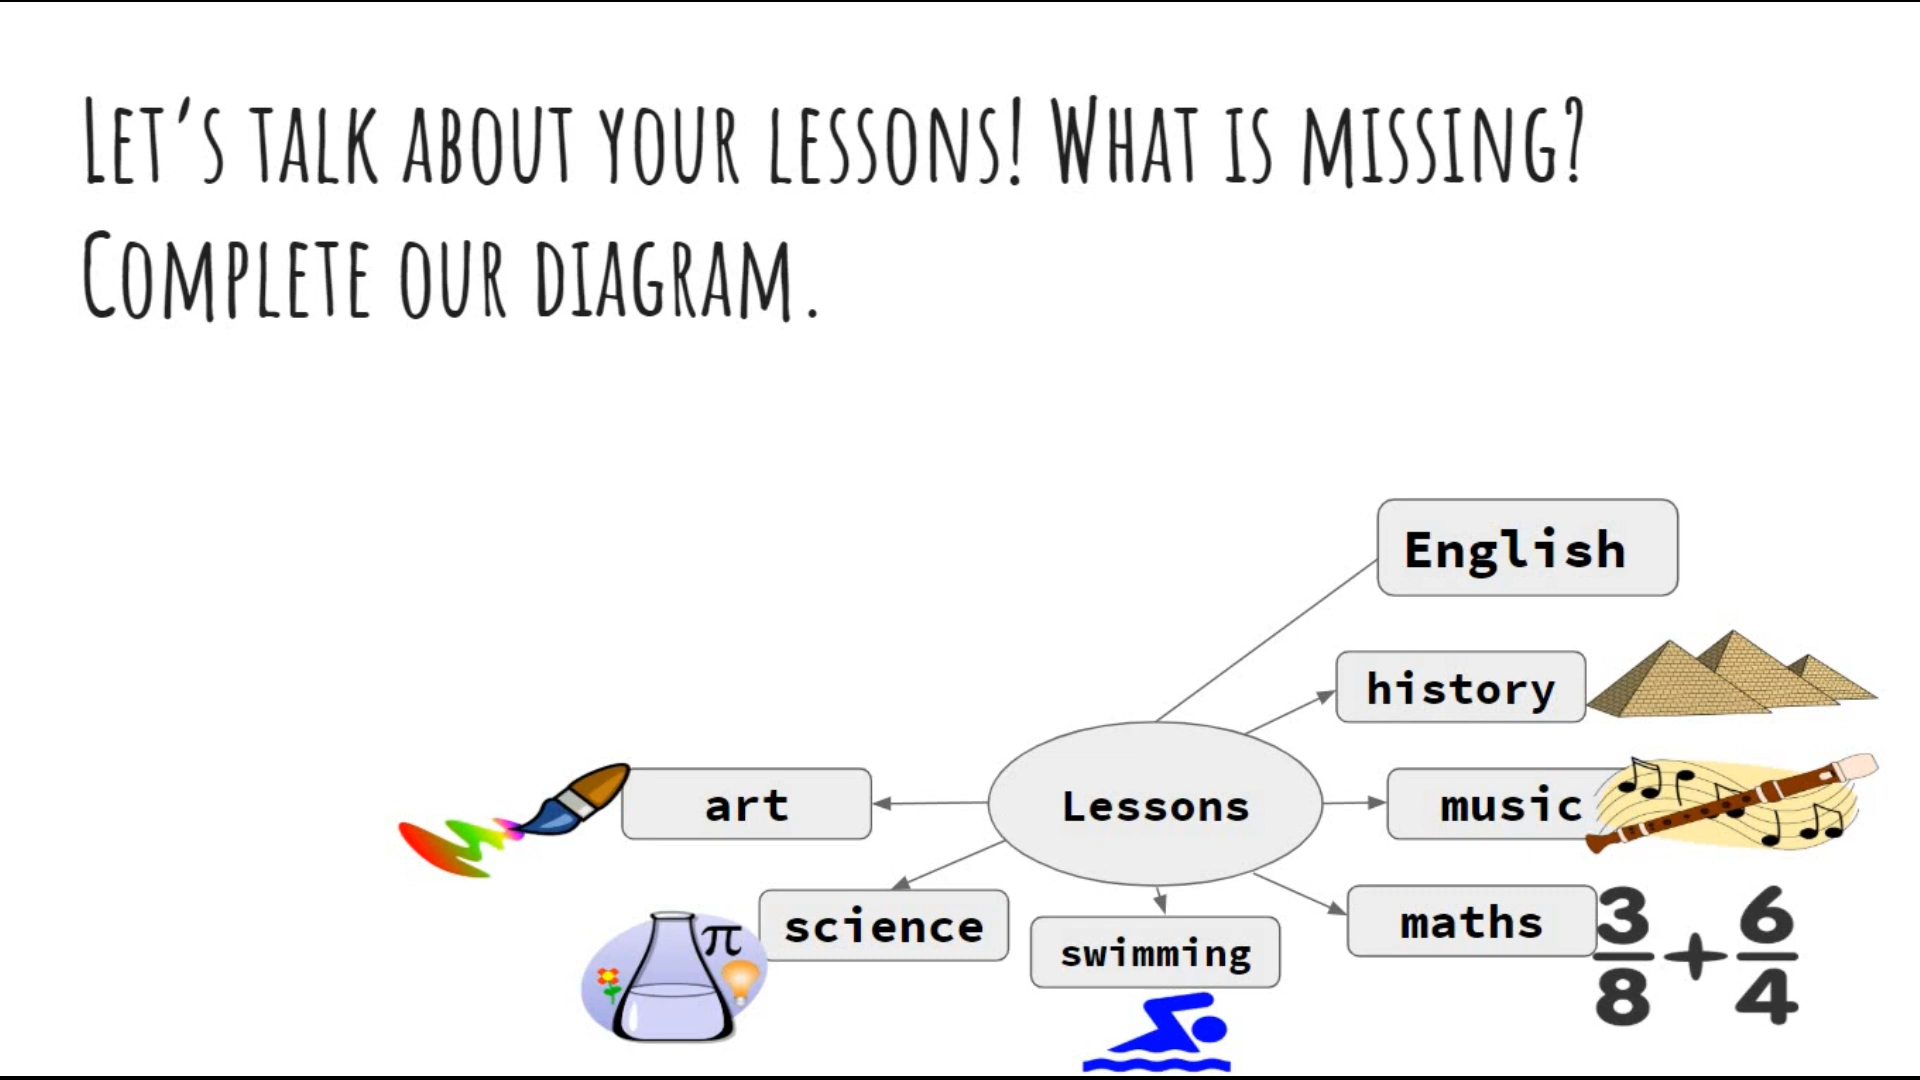 Let's talk about your lessons! What is missing?
Complete our diagram.
English
history
art
Lessons
music
science
π
swimming
maths
3/8 + 6/4